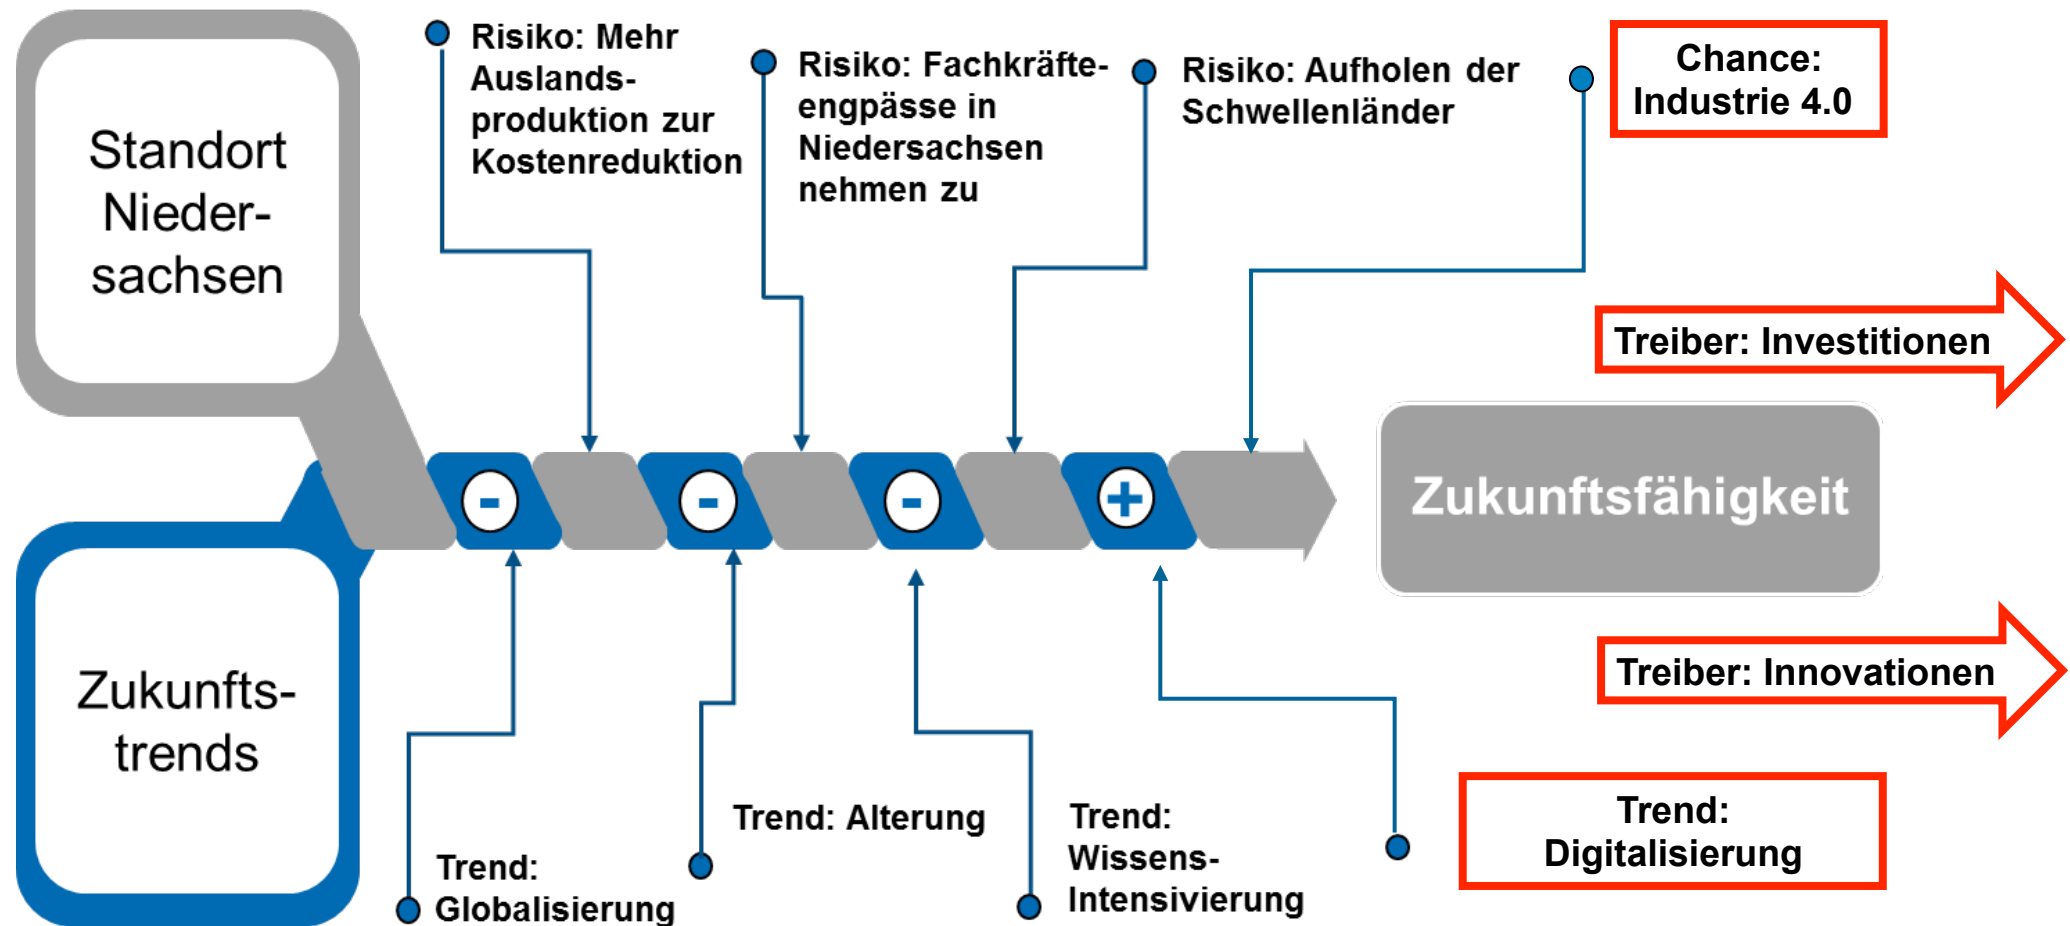 Standort
Nieder-
sachsen
Risiko: Mehr
Auslands-
produktion zur
Kostenreduktion
Risiko: Fachkräfte-
engpässe in
Niedersachsen
nehmen zu
Risiko: Aufholen der
Schwellenländer
Chance:
Industrie 4.0
Treiber: Investitionen
-
-
-
+
Zukunftsfähigkeit
Zukunfts-
trends
Trend:
Globalisierung
Trend: Alterung
Trend:
Wissens-
Intensivierung
Trend:
Digitalisierung
Treiber: Innovationen